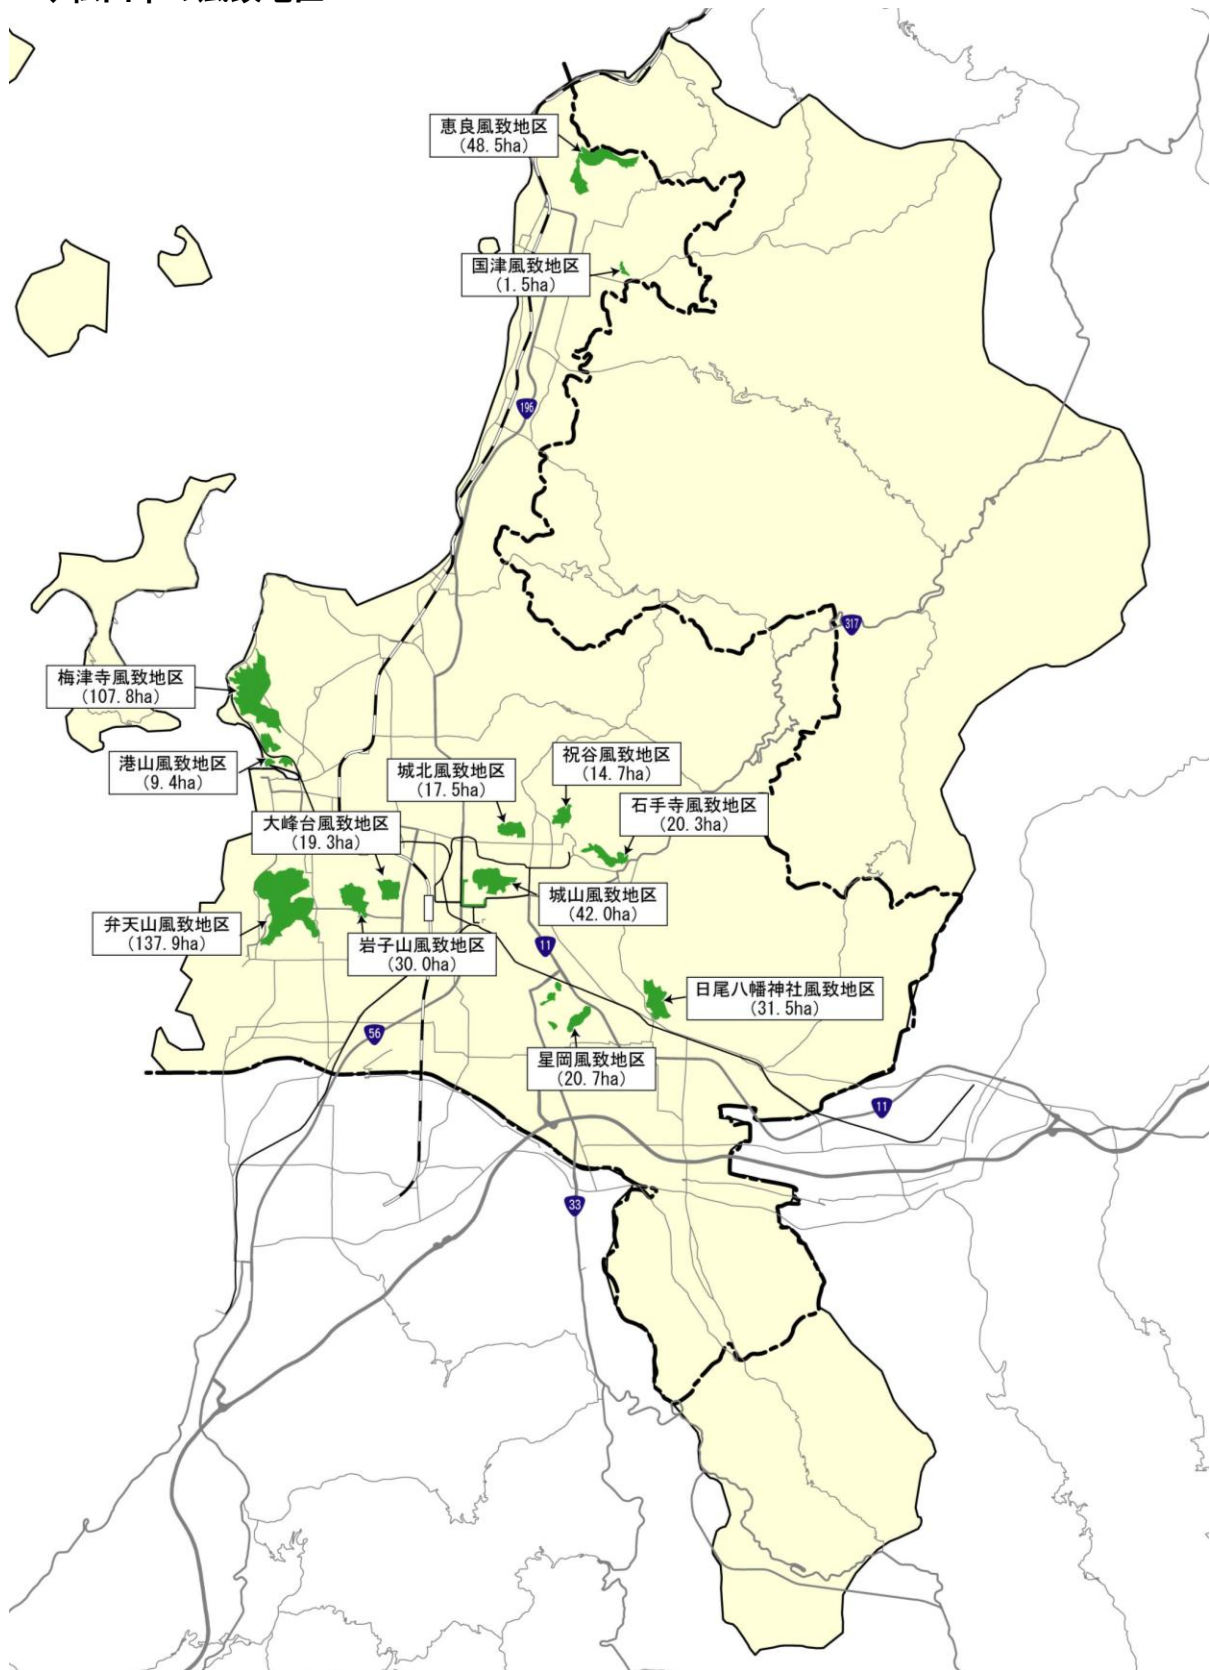 恵良風致地区
(48.5ha)
国津風致地区
(1.5ha)
196
317
梅津寺風致地区
(107.8ha)
港山風致地区
(9.4ha)
城北風致地区
(17.5ha)
祝谷風致地区
(14.7ha)
石手寺風致地区
(20.3ha)
大峰台風致地区
(19.3ha)
城山風致地区
(42.0ha)
弁天山風致地区
(137.9ha)
岩子山風致地区
(30.0ha)
11
日尾八幡神社風致地区
(31.5ha)
56
星岡風致地区
(20.7ha)
11
33